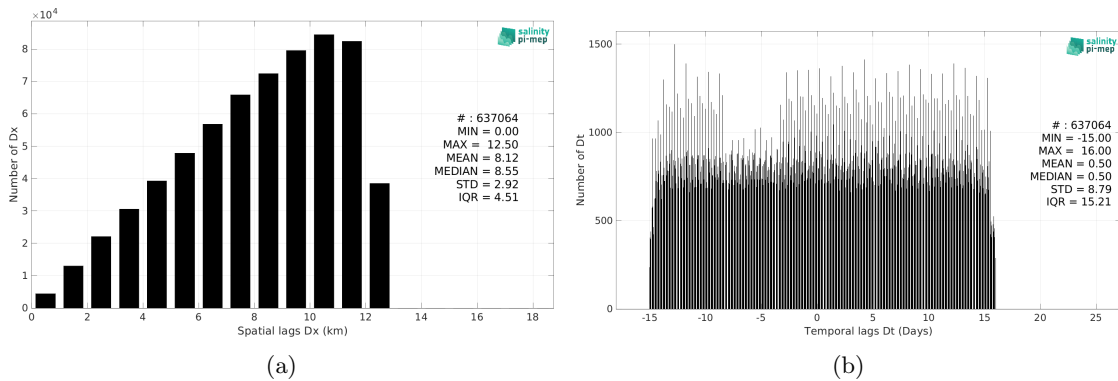 ×10⁴
9
8
7
6
5
4
3
2
1
0
Number of Dx
0 2 4 6 8 10 12 14 16 18
Spatial lags Dx (km)
salinity
pi-mep
# : 637064
MIN = 0.00
MAX = 12.50
MEAN = 8.12
MEDIAN = 8.55
STD = 2.92
IQR = 4.51
(a)
1500
1000
500
0
Number of Dt
-15 -10 -5 0 5 10 15 20 25
Temporal lags Dt (Days)
salinity
pi-mep
# : 637064
MIN = -15.00
MAX = 16.00
MEAN = 0.50
MEDIAN = 0.50
STD = 8.79
IQR = 15.21
(b)